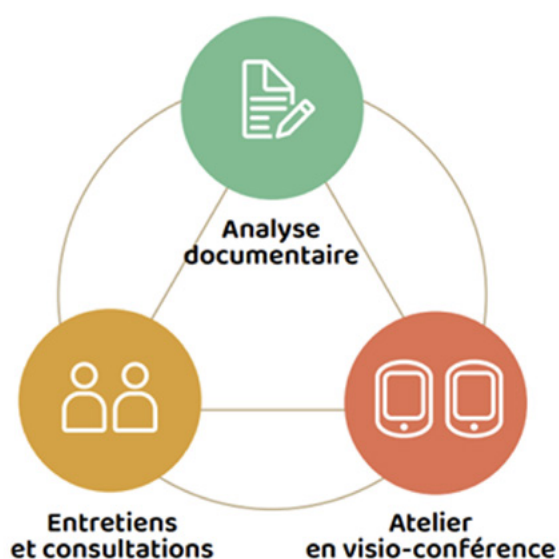 Analyse
documentaire
Entretiens
et consultations
Atelier
en visio-conférence